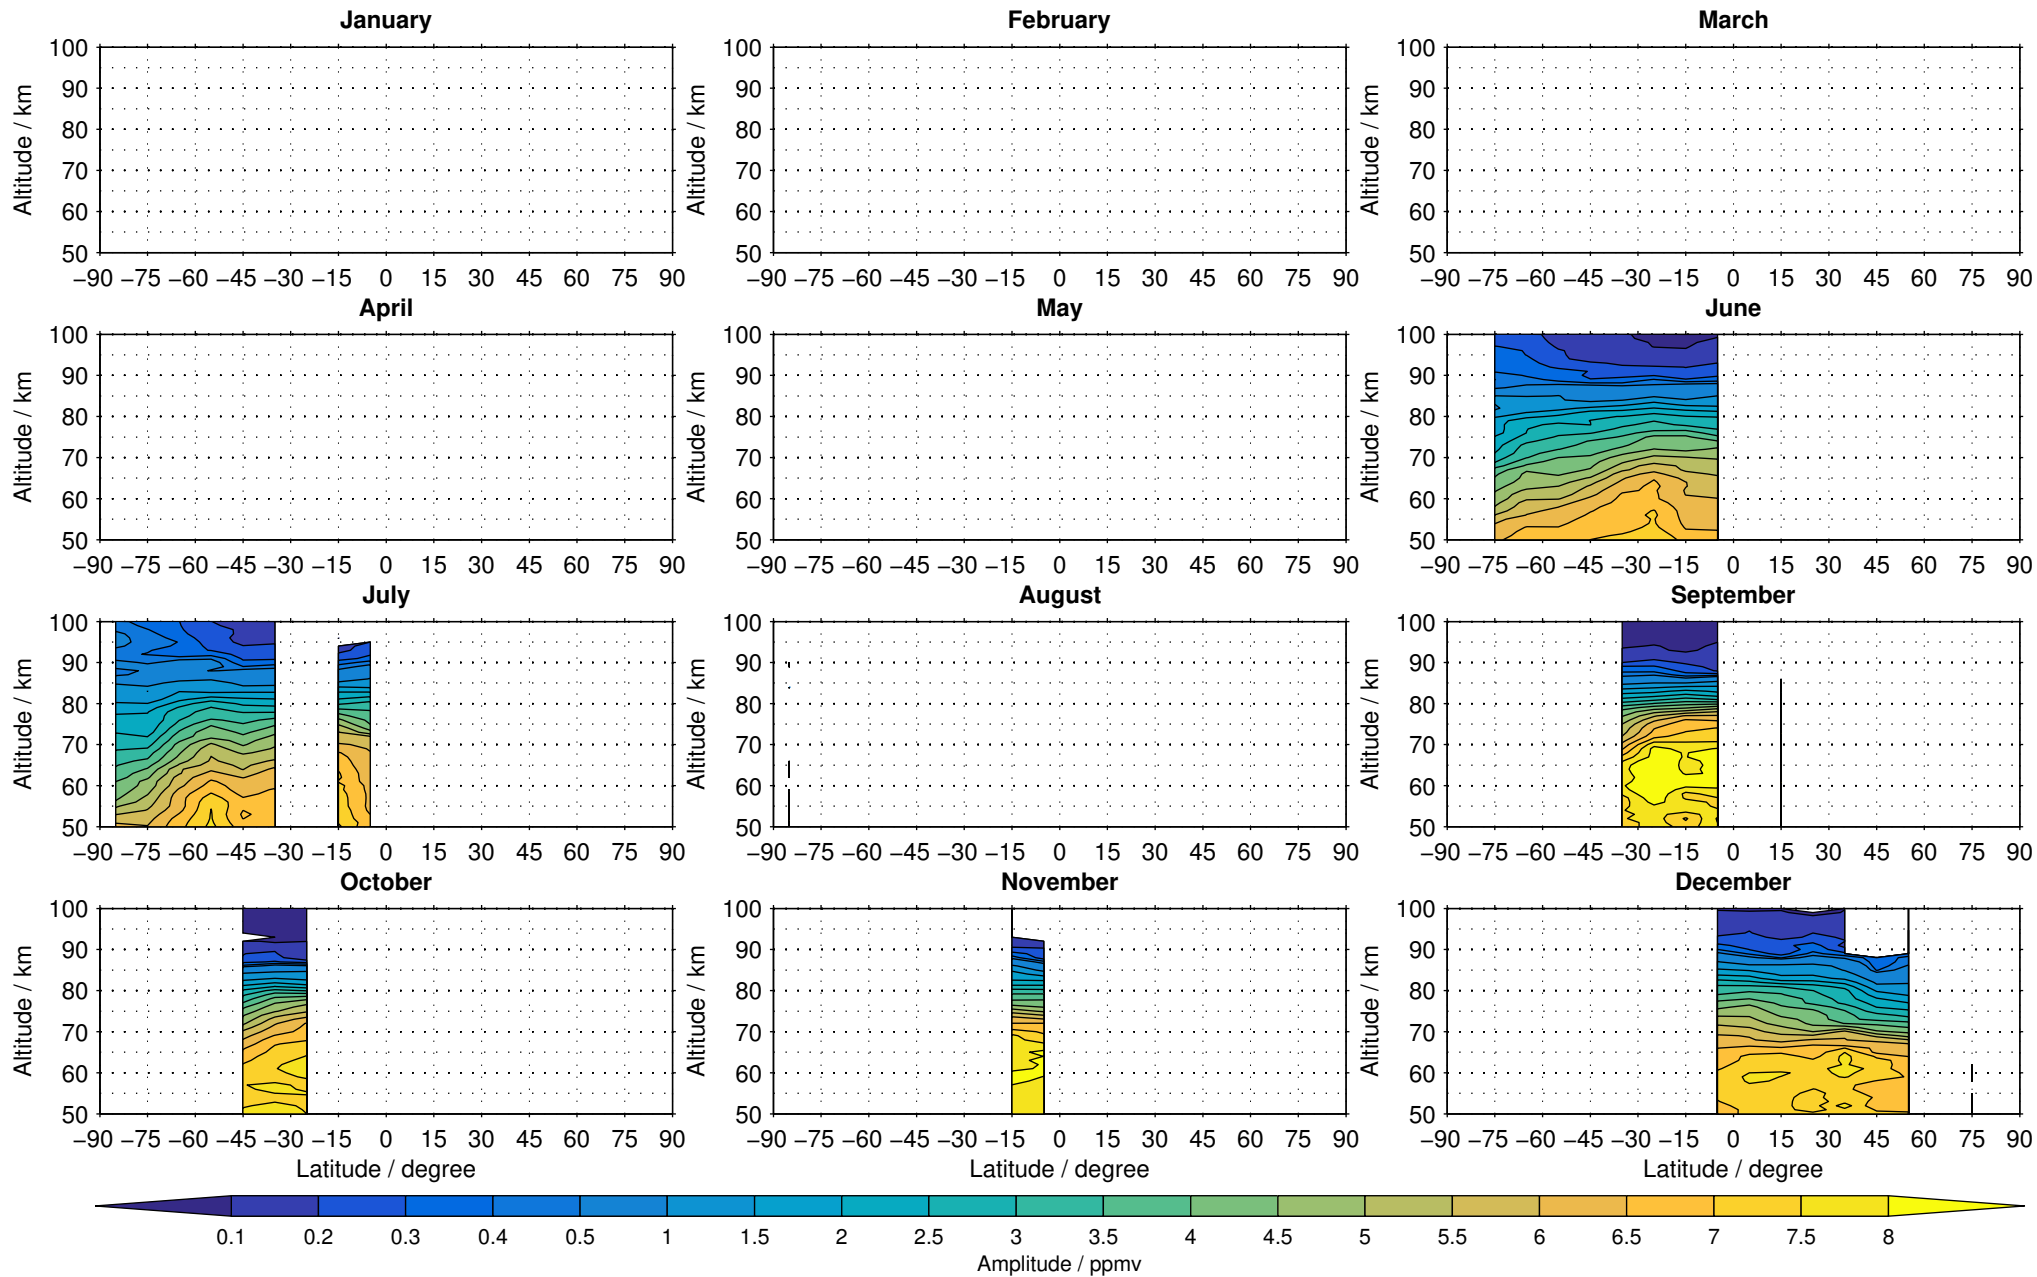 January February March
100 100 100
90 90 90
80 80 80
70 70 70
60 60 60
50 50 50
Altitude / km Altitude / km Altitude / km
−90 −75 −60 −45 −30 −15 0 15 30 45 60 75 90 −90 −75 −60 −45 −30 −15 0 15 30 45 60 75 90 −90 −75 −60 −45 −30 −15 0 15 30 45 60 75 90
April May June
100 100 100
90 90 90
80 80 80
70 70 70
60 60 60
50 50 50
Altitude / km Altitude / km Altitude / km
−90 −75 −60 −45 −30 −15 0 15 30 45 60 75 90 −90 −75 −60 −45 −30 −15 0 15 30 45 60 75 90 −90 −75 −60 −45 −30 −15 0 15 30 45 60 75 90
July August September
100 100 100
90 90 90
80 80 80
70 70 70
60 60 60
50 50 50
Altitude / km Altitude / km Altitude / km
−90 −75 −60 −45 −30 −15 0 15 30 45 60 75 90 −90 −75 −60 −45 −30 −15 0 15 30 45 60 75 90 −90 −75 −60 −45 −30 −15 0 15 30 45 60 75 90
October November December
100 100 100
90 90 90
80 80 80
70 70 70
60 60 60
50 50 50
Altitude / km Altitude / km Altitude / km
−90 −75 −60 −45 −30 −15 0 15 30 45 60 75 90 −90 −75 −60 −45 −30 −15 0 15 30 45 60 75 90 −90 −75 −60 −45 −30 −15 0 15 30 45 60 75 90
Latitude / degree Latitude / degree Latitude / degree
0.1 0.2 0.3 0.4 0.5 1 1.5 2 2.5 3 3.5 4 4.5 5 5.5 6 6.5 7 7.5 8
Amplitude / ppmv